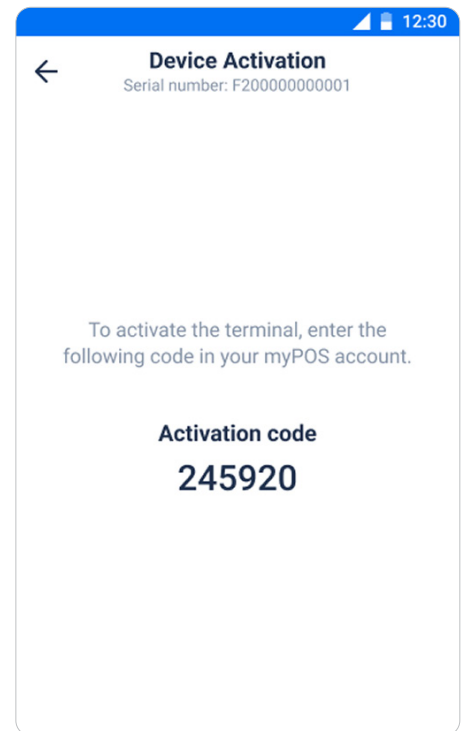 12:30
Device Activation
Serial number: F200000000001
To activate the terminal, enter the
following code in your myPOS account.
Activation code
245920